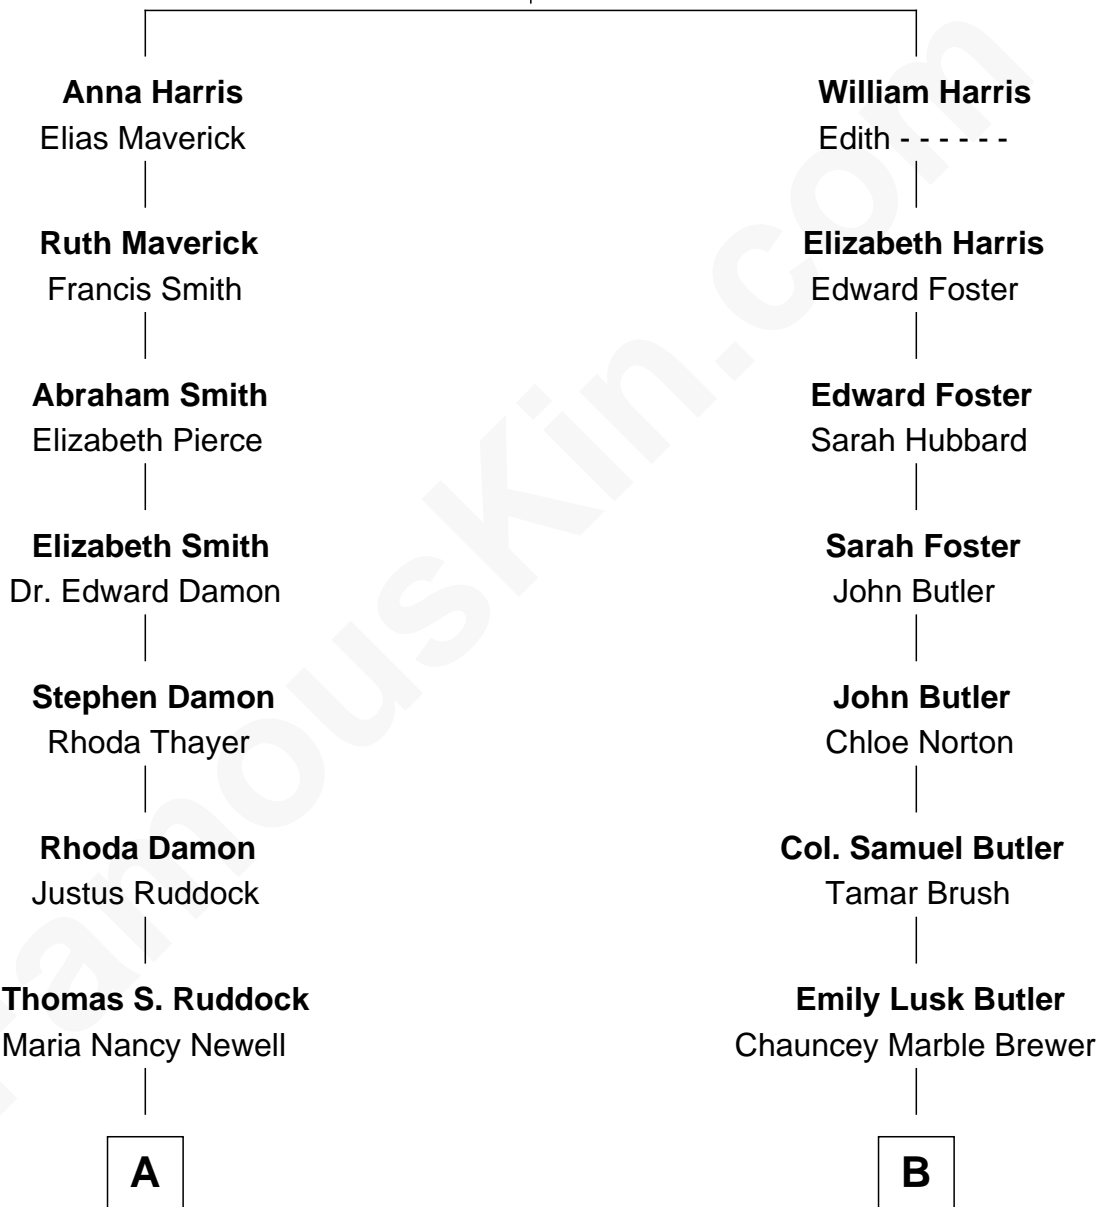 Anna Harris
Elias Maverick
Ruth Maverick
Francis Smith
Abraham Smith
Elizabeth Pierce
Elizabeth Smith
Dr. Edward Damon
Stephen Damon
Rhoda Thayer
Rhoda Damon
Justus Ruddock
Thomas S. Ruddock
Maria Nancy Newell
A
William Harris
Edith - - - - - -
Elizabeth Harris
Edward Foster
Edward Foster
Sarah Hubbard
Sarah Foster
John Butler
John Butler
Chloe Norton
Col. Samuel Butler
Tamar Brush
Emily Lusk Butler
Chauncey Marble Brewer
B
FamousKin.com